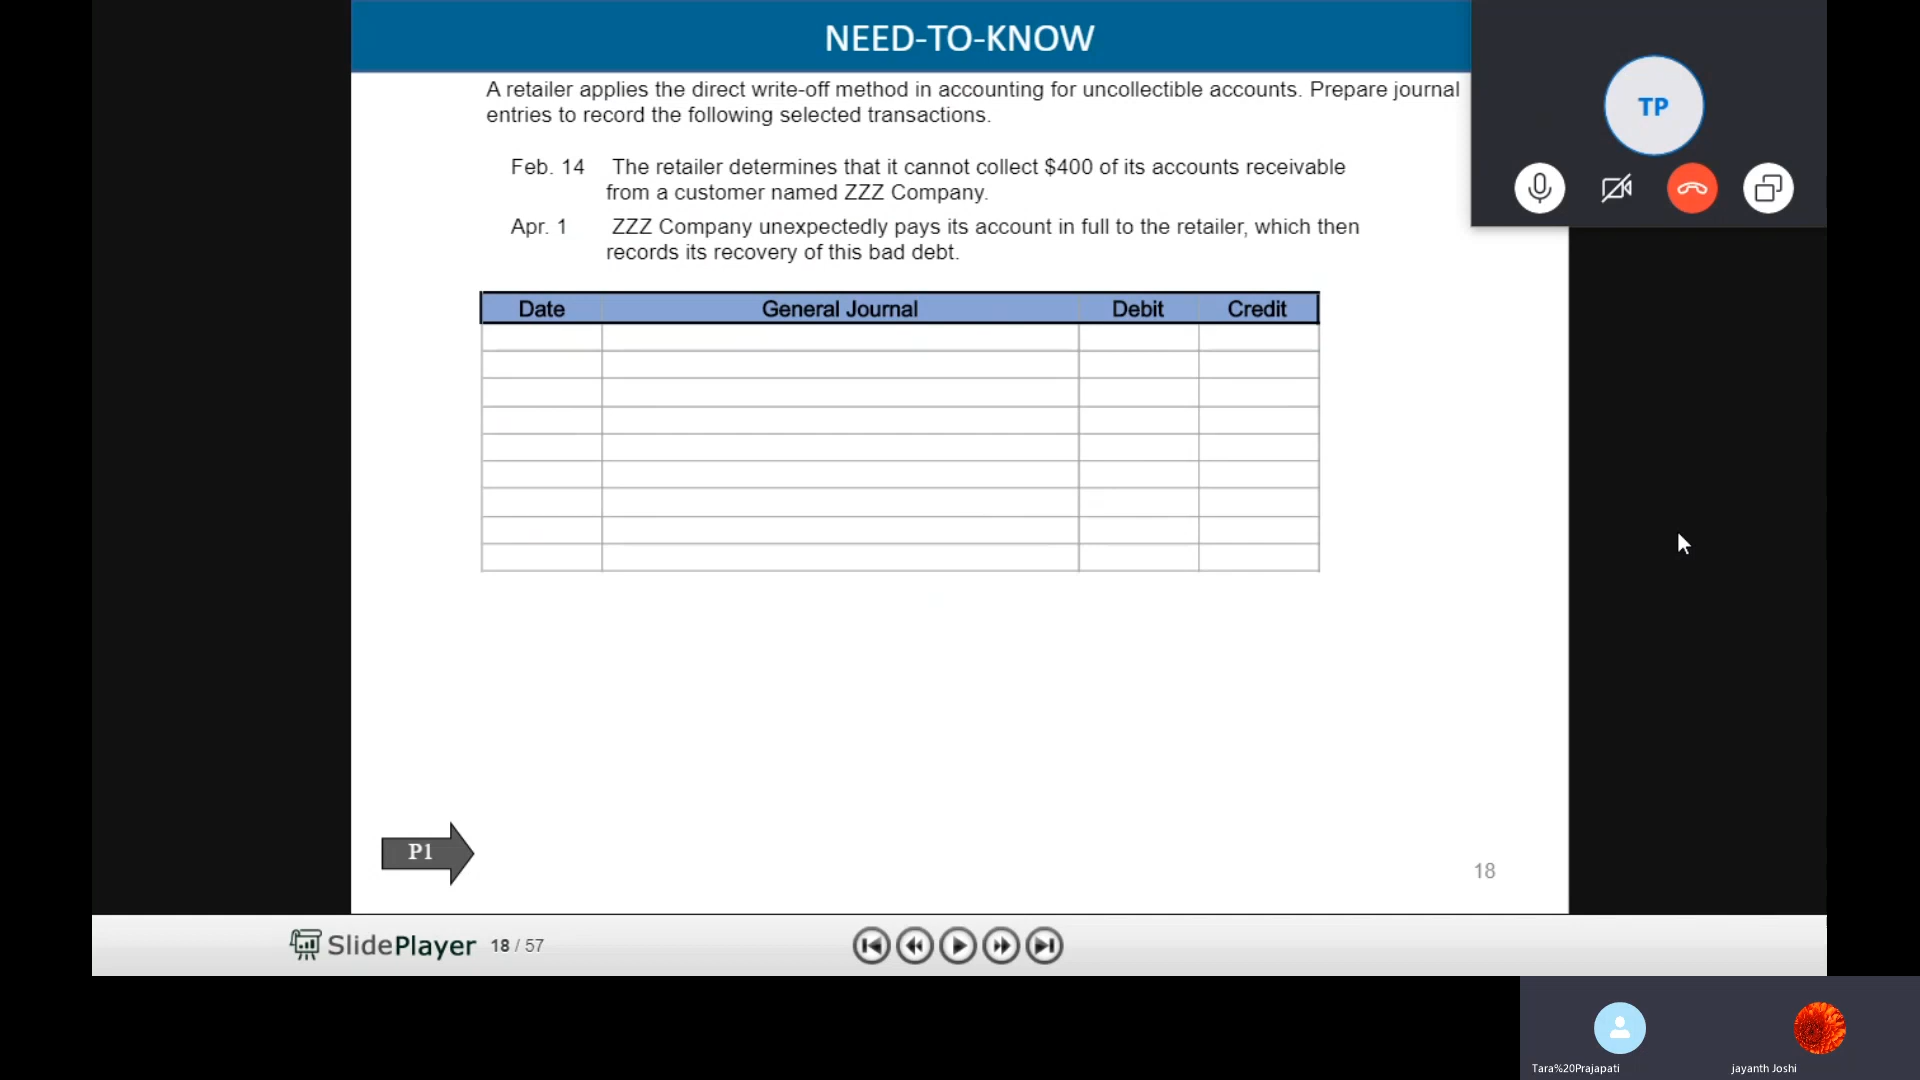 NEED-TO-KNOW
A retailer applies the direct write-off method in accounting for uncollectible accounts. Prepare journal
entries to record the following selected transactions.
Feb. 14 The retailer determines that it cannot collect $400 of its accounts receivable
from a customer named ZZZ Company.
Apr. 1 ZZZ Company unexpectedly pays its account in full to the retailer, which then
records its recovery of this bad debt.
Date General Journal Debit Credit
P1
18
SlidePlayer 18 / 57
TP
Tara%20Prajapati jayanth Joshi